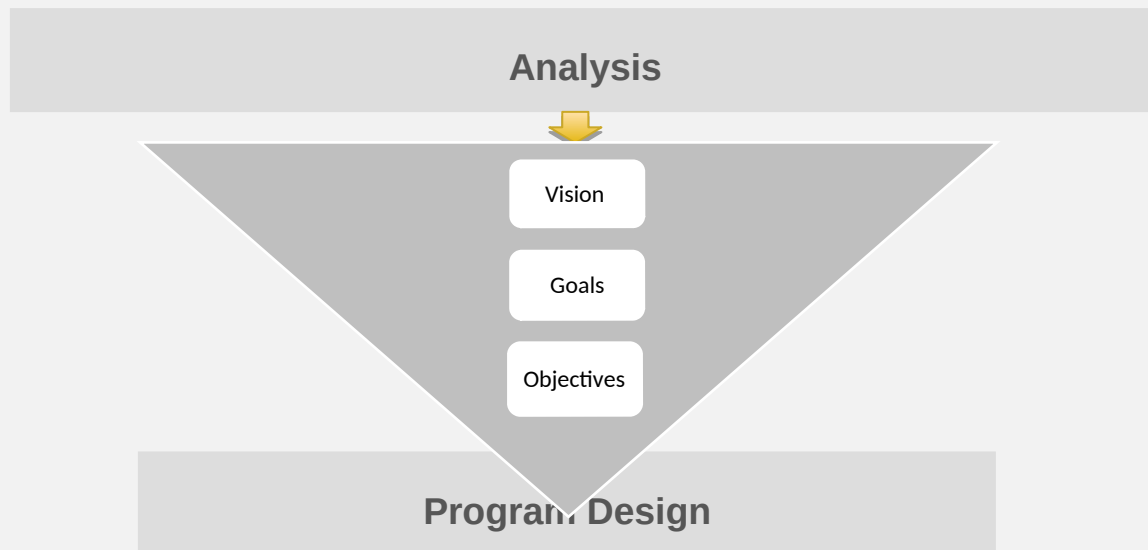 Analysis
Vision
Goals
Objectives
Program Design